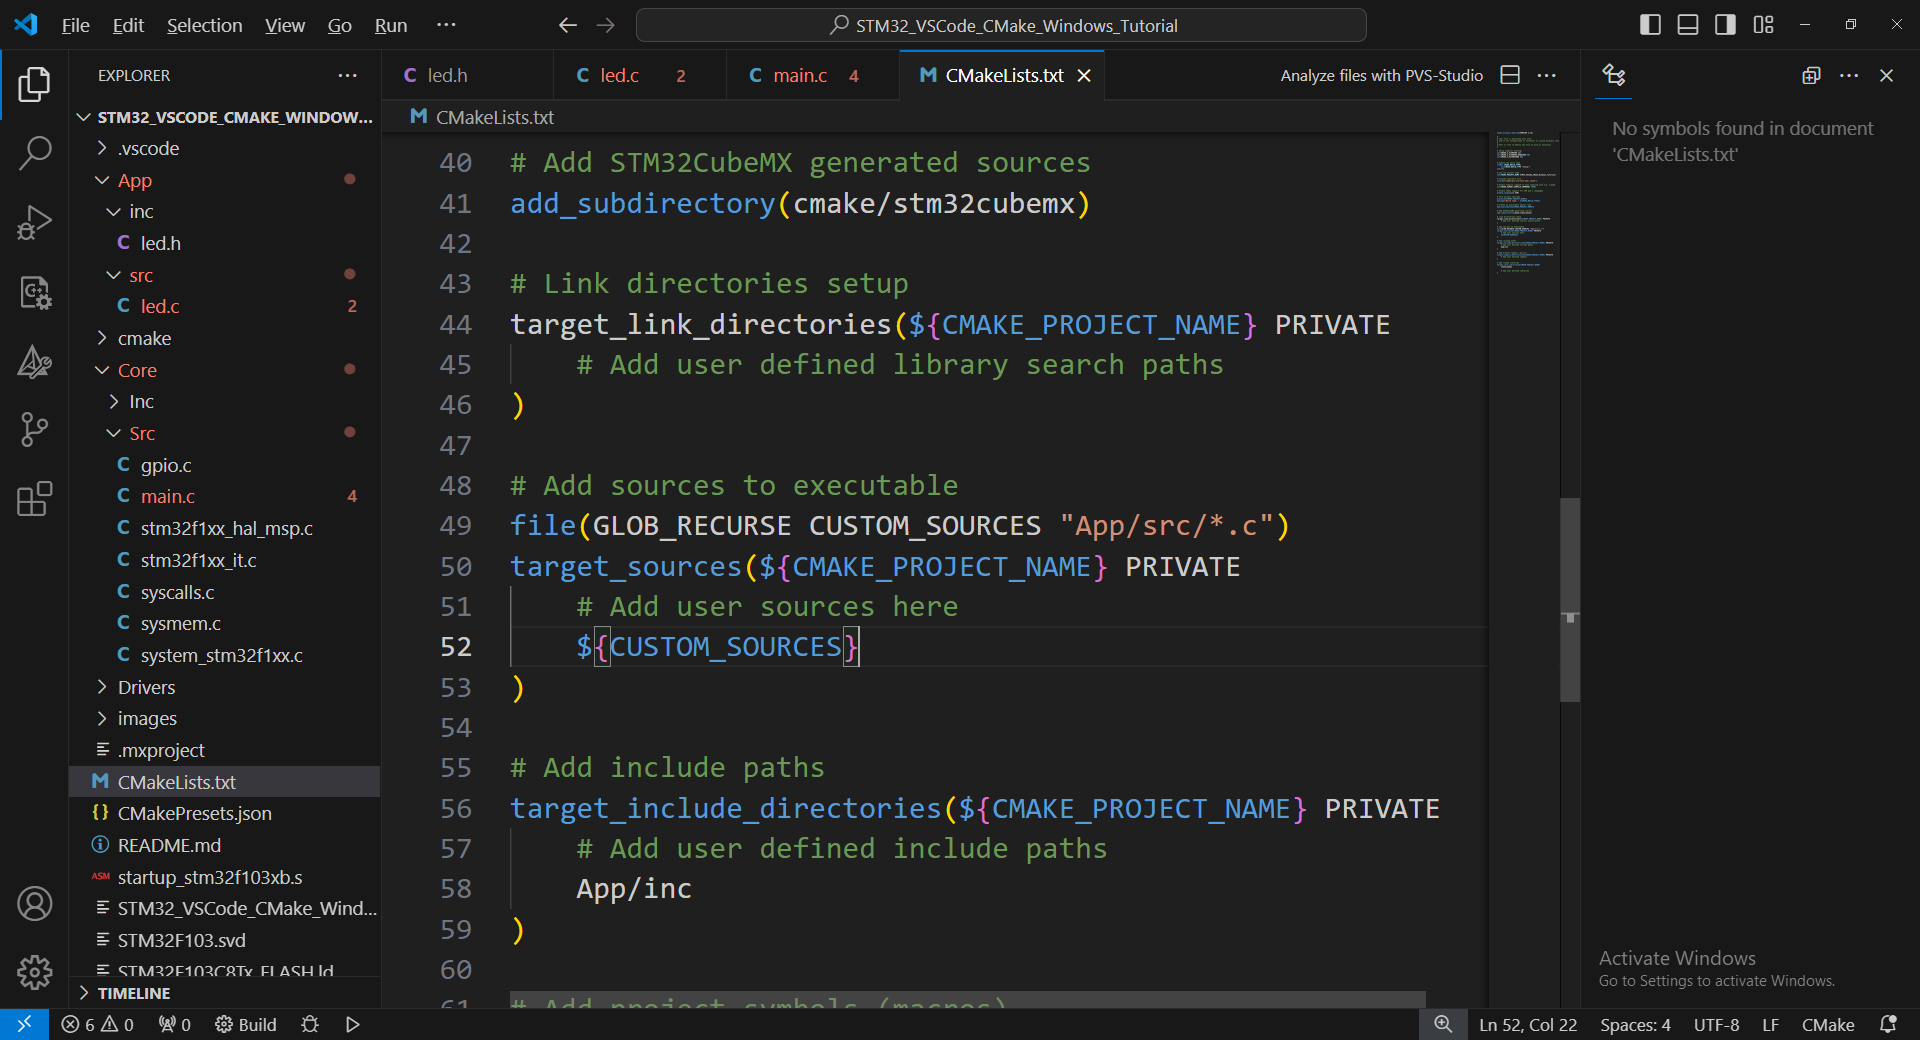 File Edit Selection View Go Run
STM32_VSCode_CMake_Windows_Tutorial
EXPLORER
STM32_VSCODE_CMAKE_WINDOW...
.vscode
App
inc
C led.h
src
C led.c 2
cmake
Core
Inc
Src
C gpio.c
C main.c 4
C stm32f1xx_hal_msp.c
C stm32f1xx_it.c
C syscalls.c
C sysmem.c
C system_stm32f1xx.c
Drivers
images
.mxproject
M CMakeLists.txt
{} CMakePresets.json
README.md
ASM startup_stm32f103xb.s
STM32_VSCode_CMake_Wind...
STM32F103.svd
STM32F103C8Tx_FLASH.ld
TIMELINE
C led.h
C led.c 2
C main.c 4
M CMakeLists.txt
Analyze files with PVS-Studio
M CMakeLists.txt
40 # Add STM32CubeMX generated sources
41 add_subdirectory(cmake/stm32cubemx)
42
43 # Link directories setup
44 target_link_directories(${CMAKE_PROJECT_NAME} PRIVATE
45 # Add user defined library search paths
46 )
47
48 # Add sources to executable
49 file(GLOB_RECURSE CUSTOM_SOURCES "App/src/*.c")
50 target_sources(${CMAKE_PROJECT_NAME} PRIVATE
51 # Add user sources here
52 ${CUSTOM_SOURCES}
53 )
54
55 # Add include paths
56 target_include_directories(${CMAKE_PROJECT_NAME} PRIVATE
57 # Add user defined include paths
58 App/inc
59 )
60
61 # Add project symbols (macros)
No symbols found in document
'CMakeLists.txt'
Activate Windows
Go to Settings to activate Windows.
6 0 0 Build
Ln 52, Col 22 Spaces: 4 UTF-8 LF CMake